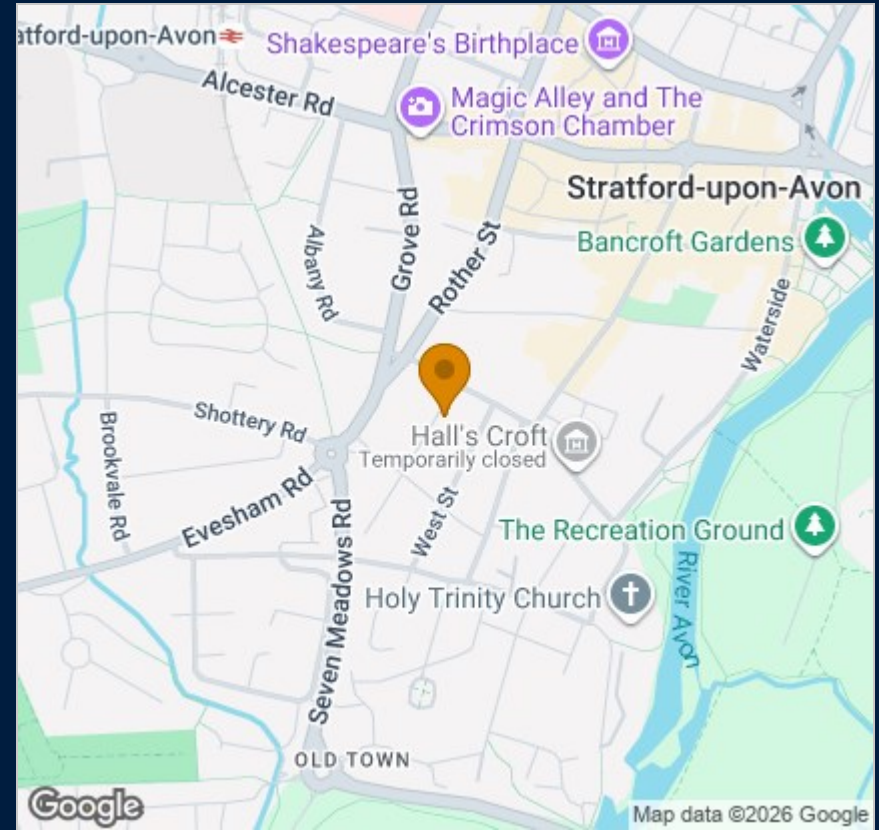 atford-upon-Avon
Shakespeare's Birthplace
Alcester Rd
Magic Alley and The
Crimson Chamber
Stratford-upon-Avon
Grove Rd
Albany Rd
Rother St
Bancroft Gardens
Waterside
Shottery Rd
Hall's Croft
Temporarily closed
Brookvale Rd
Evesham Rd
West St
The Recreation Ground
Seven Meadows Rd
Holy Trinity Church
River Avon
OLD TOWN
Google
Map data ©2026 Google